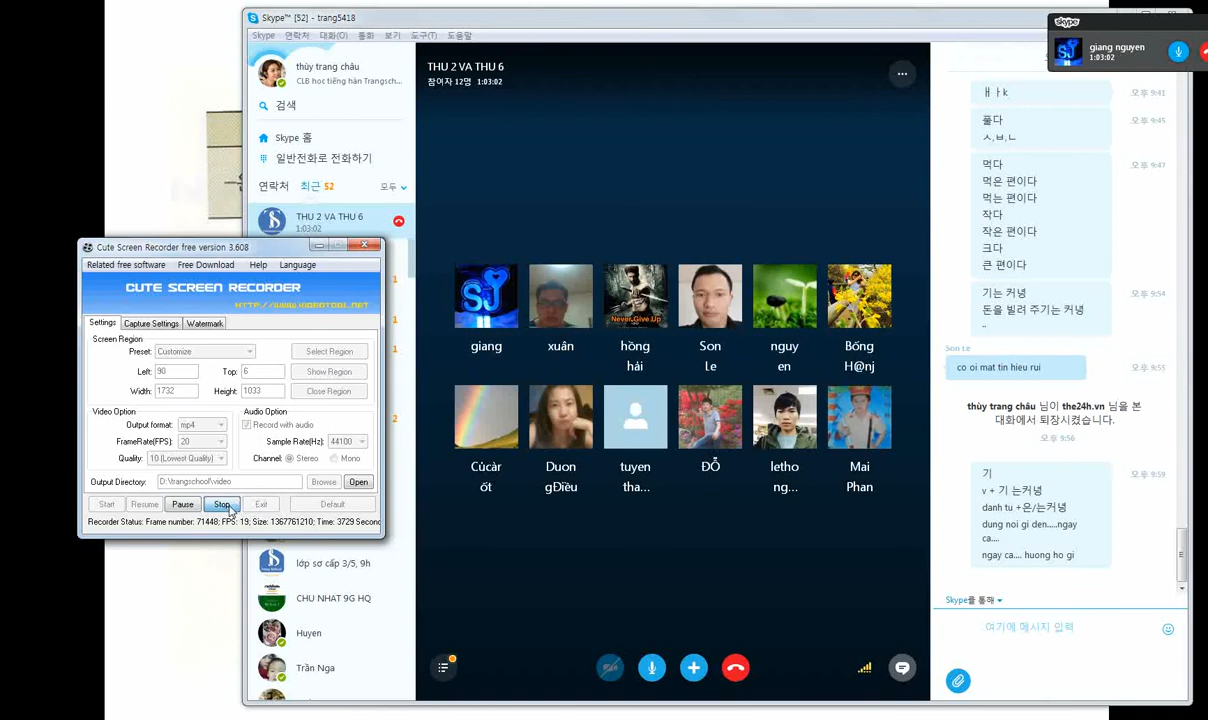 Skype™ [52] - trang5418
Skype 연락처 대화(D) 통화 보기 도구(T) 도움말
thùy trang châu
CLB học tiếng hàn Trangsch...
검색
Skype 홈
일반전화로 전화하기
연락처 최근 52 모두
THU 2 VA THU 6
1:03:02
1
1
1
2
lớp sơ cấp 3/5, 9h
CHU NHAT 9G HQ
Huyen
Trần Nga
Cute Screen Recorder free version 3.608
Related free software Free Download Help Language
CUTE SCREEN RECORDER
HTTP://WWW.VIDEOTOOL.NET
Settings Capture Settings Watermark
Screen Region
Preset: Customize Select Region
Left: 90 Top: 6 Show Region
Width: 1732 Height: 1033 Close Region
Video Option Audio Option
Output format: mp4 Record with audio
FrameRate(FPS): 20 Sample Rate(Hz): 44100
Quality: 10 (Lowest Quality) Channel: Stereo Mono
Output Directory: D:\trangschool\video Browse Open
Start Resume Pause Stop Exit Default
Recorder Status: Frame number: 71448; FPS: 19; Size: 1367761210; Time: 3729 Second
THU 2 VA THU 6
참여자 12명 1:03:02
SJ
Never Give Up
giang
xuân
hồng
hải
Son
Le
nguy
en
Bống
H@nj
Củcàr
ốt
Duon
gDiều
tuyen
tha...
ĐỖ
letho
ng...
Mai
Phan
skype
SJ
giang nguyen
1:03:02
ㅐㅏk 오후 9:41
풀다 오후 9:45
ㅅ,ㅂ,ㄴ
먹다 오후 9:47
먹은 편이다
먹는 편이다
작다
작은 편이다
크다
큰 편이다
기는 커녕 오후 9:54
돈을 빌려 주기는 커녕
..
Son Le
co oi mat tin hieu rui 오후 9:55
thùy trang châu 님이 the24h.vn 님을 본
대화에서 퇴장시켰습니다.
오후 9:56
기 오후 9:59
v + 기 는커녕
danh tu +은/는커녕
dung noi gi den.....ngay
ca....
ngay ca.... huong ho gi
Skype를 통해
여기에 메시지 입력